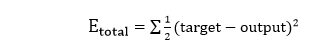 E_total = Σ ½ (target − output)²